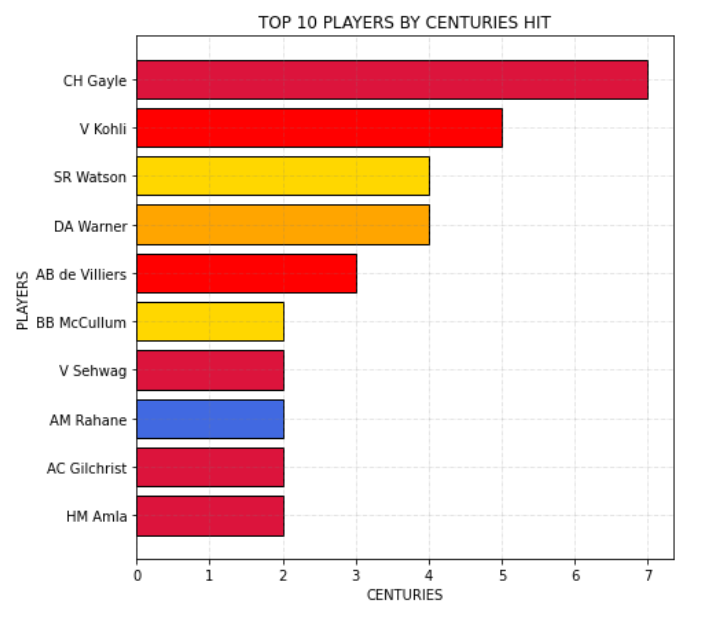 TOP 10 PLAYERS BY CENTURIES HIT
PLAYERS
CH Gayle
V Kohli
SR Watson
DA Warner
AB de Villiers
BB McCullum
V Sehwag
AM Rahane
AC Gilchrist
HM Amla
0 1 2 3 4 5 6 7
CENTURIES